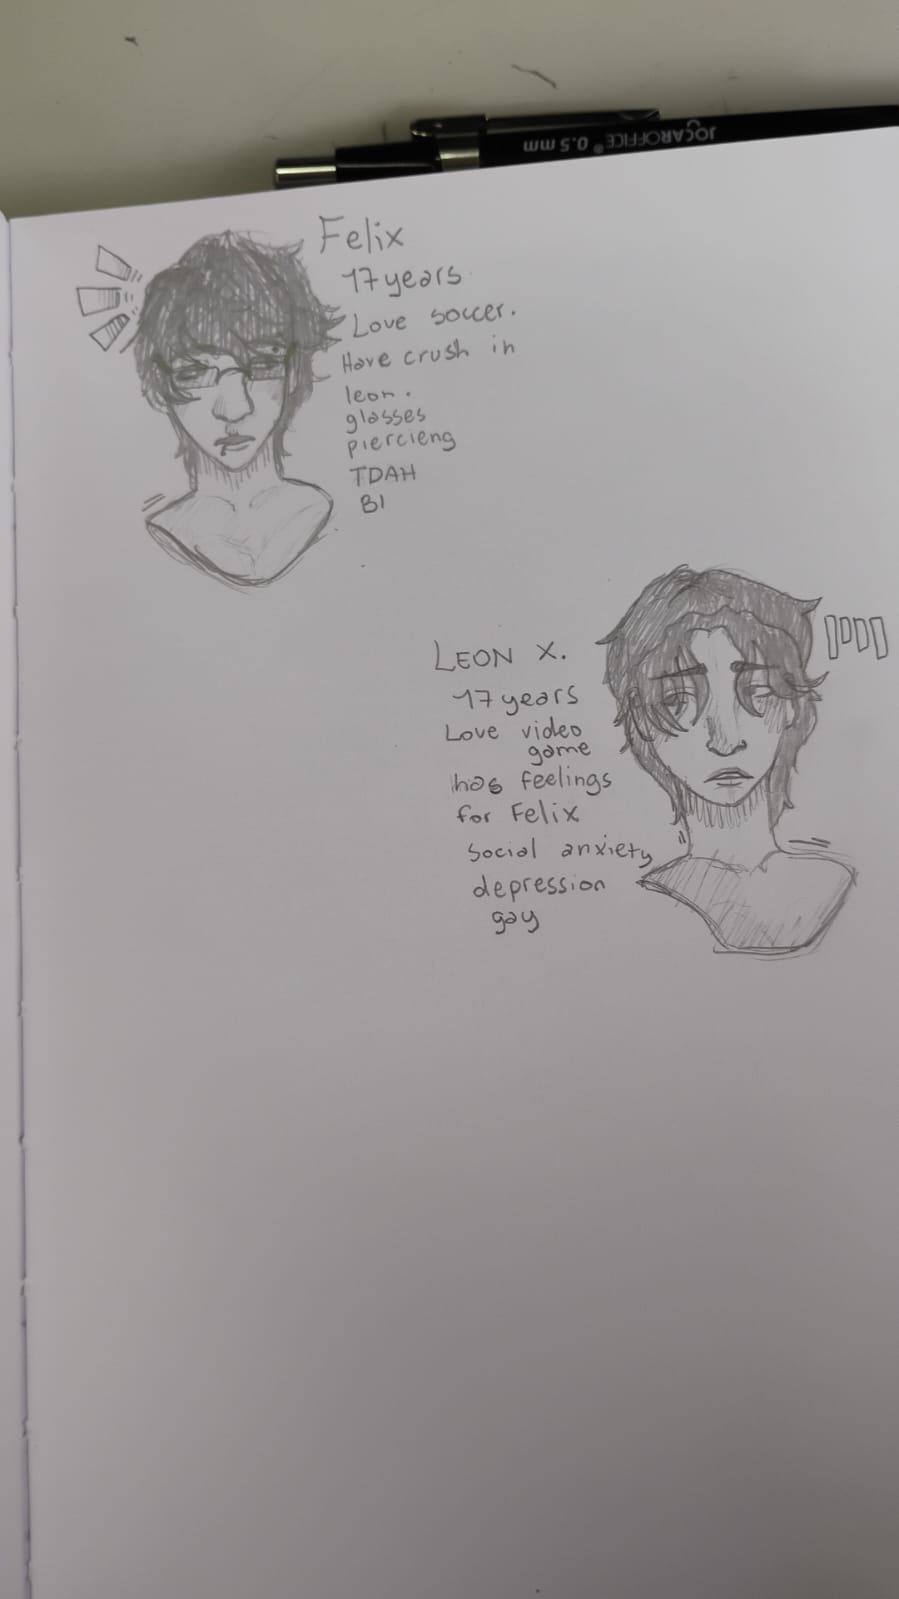 JOCAROFFICE® 0.5 mm
Felix
17 years
Love soccer.
Have crush in
leon.
glasses
piercieng
TDAH
BI
LEON X.
17 years
Love video
game
has feelings
for Felix
Social anxiety
depression
gay